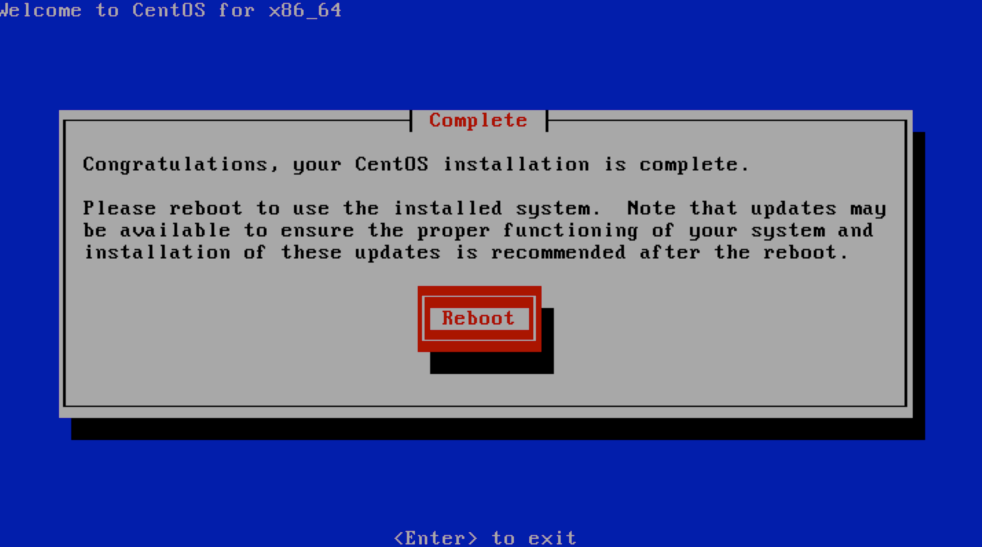 Welcome to CentOS for x86_64
Complete
Congratulations, your CentOS installation is complete.
Please reboot to use the installed system.  Note that updates may
be available to ensure the proper functioning of your system and
installation of these updates is recommended after the reboot.
Reboot
<Enter> to exit